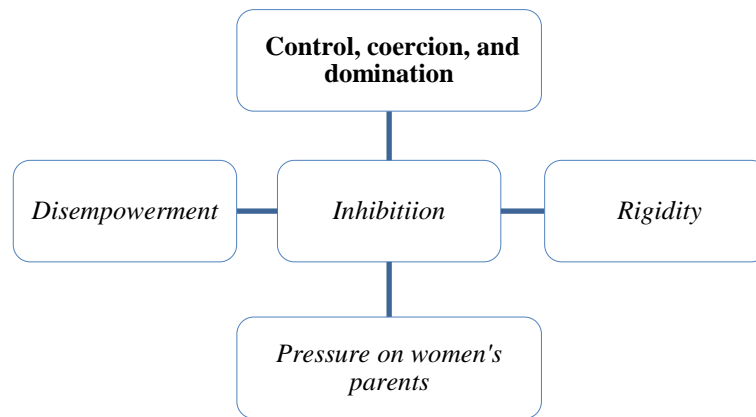 Control, coercion, and
domination
Disempowerment
Inhibitiion
Rigidity
Pressure on women's
parents